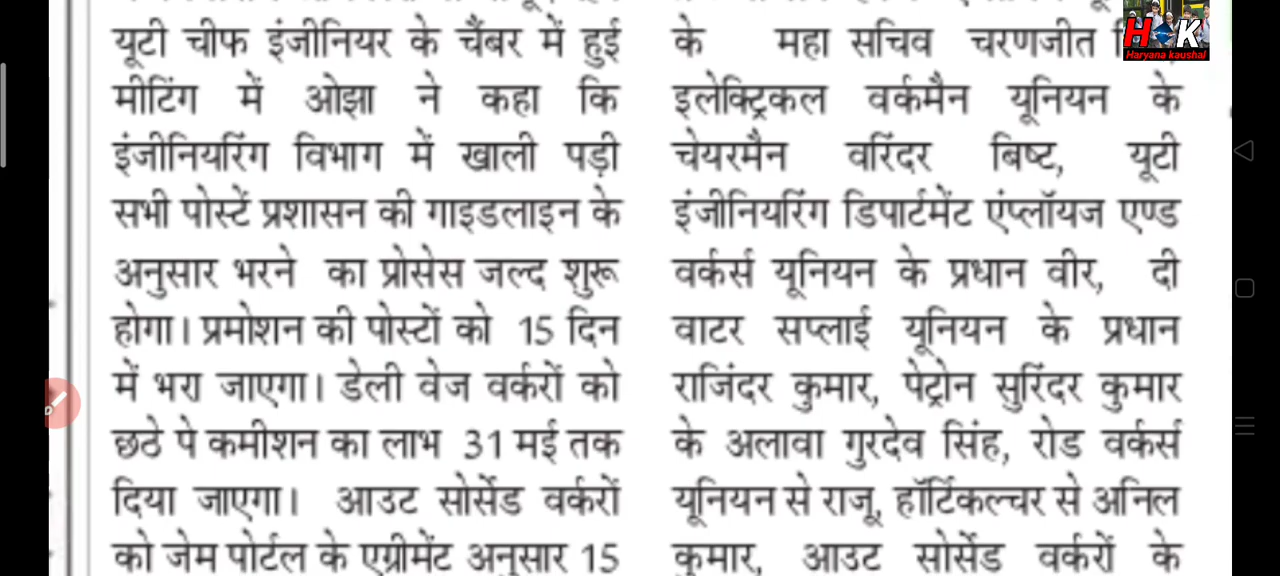 यूटी चीफ इंजीनियर के चैंबर में हुई
मीटिंग में ओझा ने कहा कि
इंजीनियरिंग विभाग में खाली पड़ी
सभी पोस्टें प्रशासन की गाइडलाइन के
अनुसार भरने का प्रोसेस जल्द शुरू
होगा। प्रमोशन की पोस्टों को 15 दिन
में भरा जाएगा। डेली वेज वर्करों को
छठे पे कमीशन का लाभ 31 मई तक
दिया जाएगा। आउट सोर्सेड वर्करों
को जेम पोर्टल के एग्रीमेंट अनुसार 15
के महा सचिव चरणजीत
इलेक्ट्रिकल वर्कमैन यूनियन के
चेयरमैन वरिंदर बिष्ट, यूटी
इंजीनियरिंग डिपार्टमेंट एंप्लॉयज एण्ड
वर्कर्स यूनियन के प्रधान वीर, दी
वाटर सप्लाई यूनियन के प्रधान
राजिंदर कुमार, पेट्रोन सुरिंदर कुमार
के अलावा गुरदेव सिंह, रोड वर्कर्स
यूनियन से राजू, हॉर्टिकल्चर से अनिल
कुमार, आउट सोर्सेड वर्करों के
H K
Haryana kaushal